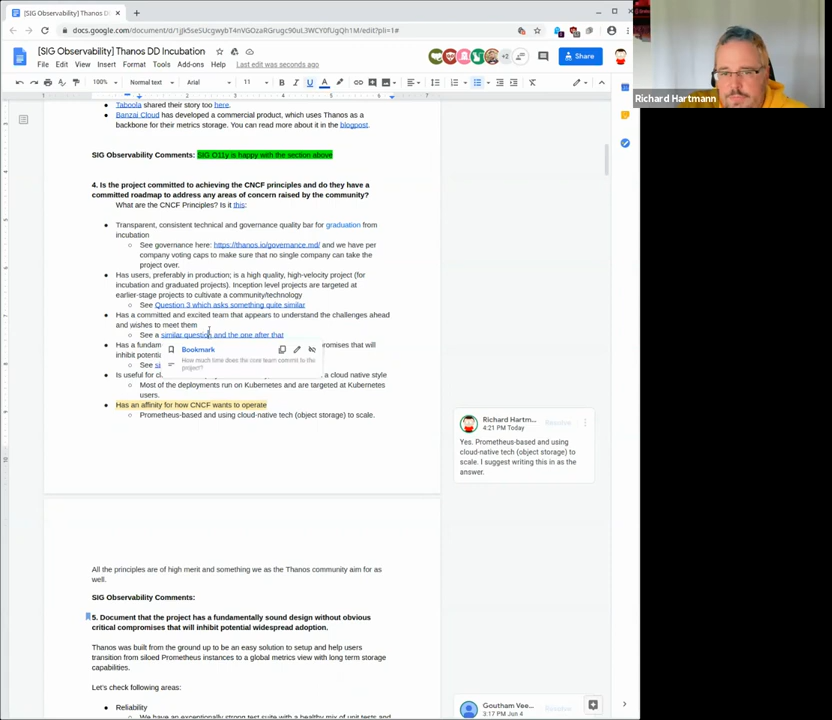 [SIG Observability] Thanos DD
docs.google.com/document/d/1jJk5se5UcgwybT4nVGOzaRGrugc90uL3WCY0fUgQh1M/edit?pli=1#
[SIG Observability] Thanos DD Incubation
File Edit View Insert Format Tools Add-ons Help Last edit was seconds ago
+2
Share
100% Normal text Arial 11
Taboola shared their story too here.
Banzai Cloud has developed a commercial product, which uses Thanos as a
backbone for their metrics storage. You can read more about it in the
blogpost.
SIG Observability Comments: SIG O11y is happy with the section above
4. Is the project committed to achieving the CNCF principles and do they have a
committed roadmap to address any areas of concern raised by the community?
What are the CNCF Principles? Is it this:
Transparent, consistent technical and governance quality bar for graduation from
incubation
See governance here: https://thanos.io/governance.md/ and we have per
company voting caps to make sure that no single company can take the
project over.
Has users, preferably in production; is a high quality, high-velocity project (for
incubation and graduated projects). Inception level projects are targeted at
earlier-stage projects to cultivate a community/technology
See Question 3 which asks something quite similar
Has a committed and excited team that appears to understand the challenges ahead
and wishes to meet them
See a similar question and the one after that
Has a fundam
omises that will
inhibit potentia
Bookmark
How much time does the core team commit to the
project?
See si
Is useful for cl
a cloud native style
Most of the deployments run on Kubernetes and are targeted at Kubernetes
users.
Has an affinity for how CNCF wants to operate
Prometheus-based and using cloud-native tech (object storage) to scale.
Richard Hartm...
4:21 PM Today
Resolve
Yes. Prometheus-based and using
cloud-native tech (object storage) to
scale. I suggest writing this in as the
answer.
All the principles are of high merit and something we as the Thanos community aim for as
well.
SIG Observability Comments:
5. Document that the project has a fundamentally sound design without obvious
critical compromises that will inhibit potential widespread adoption.
Thanos was built from the ground up to be an easy solution to setup and help users
transition from siloed Prometheus instances to a global metrics view with long term storage
capabilities.
Let's check following areas:
Reliability
We have an exceptionally strong test suite with a healthy mix of unit tests and
Goutham Vee...
3:17 PM Jun 4
Resolve
Richard Hartmann